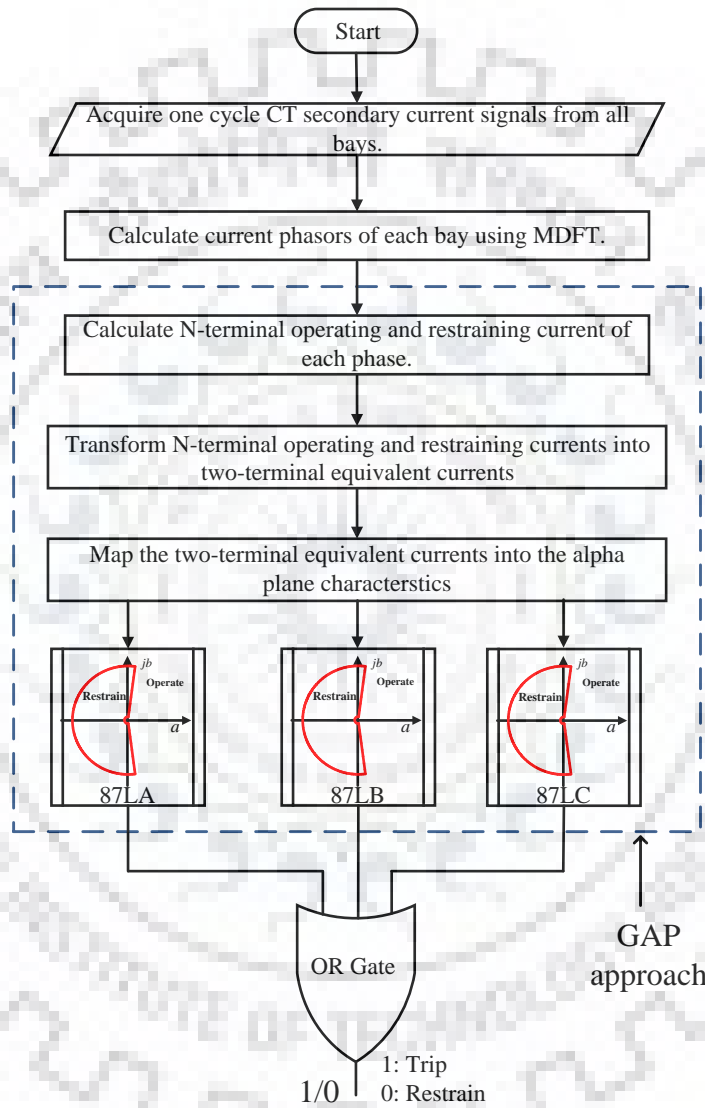 Start
Acquire one cycle CT secondary current signals from all
bays.
Calculate current phasors of each bay using MDFT.
Calculate N-terminal operating and restraining current of
each phase.
Transform N-terminal operating and restraining currents into
two-terminal equivalent currents
Map the two-terminal equivalent currents into the alpha
plane characterstics
jb
Restrain
Operate
a
87LA
jb
Restrain
Operate
a
87LB
jb
Restrain
Operate
a
87LC
GAP
approach
OR Gate
1/0
1: Trip
0: Restrain